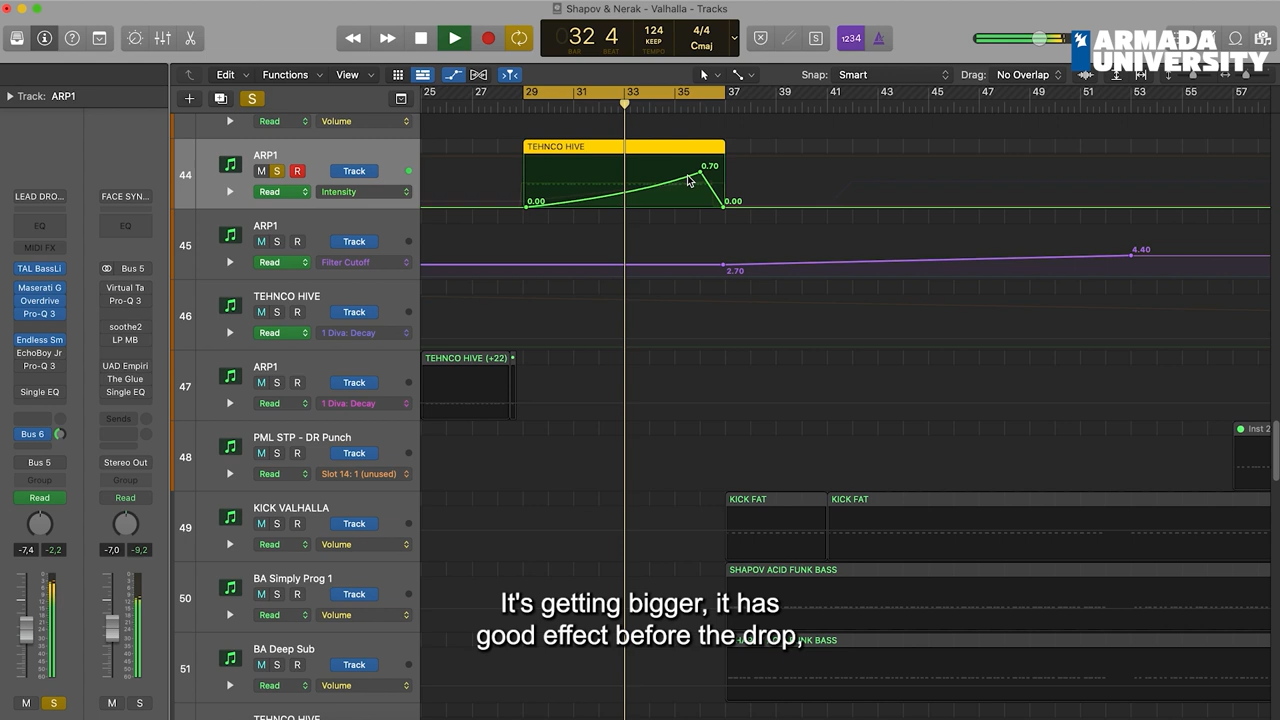 Shapov & Nerak - Valhalla - Tracks
32 4
BAR BEAT
124
KEEP
TEMPO
4/4
Cmaj
1234
ARMADA
UNIVERSITY
Track: ARP1
Edit Functions View
Snap: Smart
Drag: No Overlap
S
25 27 29 31 33 35 37 39 41 43 45 47 49 51 53 55 57
Read Volume
44 ARP1
M S R Track
Read Intensity
TEHNCO HIVE
0.00
0.70
0.00
45 ARP1
M S R Track
Read Filter Cutoff
2.70
4.40
46 TEHNCO HIVE
M S R Track
Read 1 Diva: Decay
47 ARP1
M S R Track
Read 1 Diva: Decay
TEHNCO HIVE (+22)
48 PML STP - DR Punch
M S R Track
Read Slot 14: 1 (unused)
Inst 2
49 KICK VALHALLA
M S R Track
Read Volume
KICK FAT KICK FAT
50 BA Simply Prog 1
M S R Track
Read Volume
SHAPOV ACID FUNK BASS
51 BA Deep Sub
M S R Track
Read Volume
TEHNCO HIVE
LEAD DRO...
EQ
MIDI FX
TAL BassLi
Maserati G
Overdrive
Pro-Q 3
Endless Sm
EchoBoy Jr
Pro-Q 3
Single EQ
Bus 6
Bus 5
Group
Read
-7,4 -2,2
M S
FACE SYN...
EQ
Bus 5
Virtual Ta
Pro-Q 3
soothe2
LP MB
UAD Empiri
The Glue
Single EQ
Sends
Stereo Out
Group
Read
-7,0 -9,2
M S
It's getting bigger, it has
good effect before the drop,